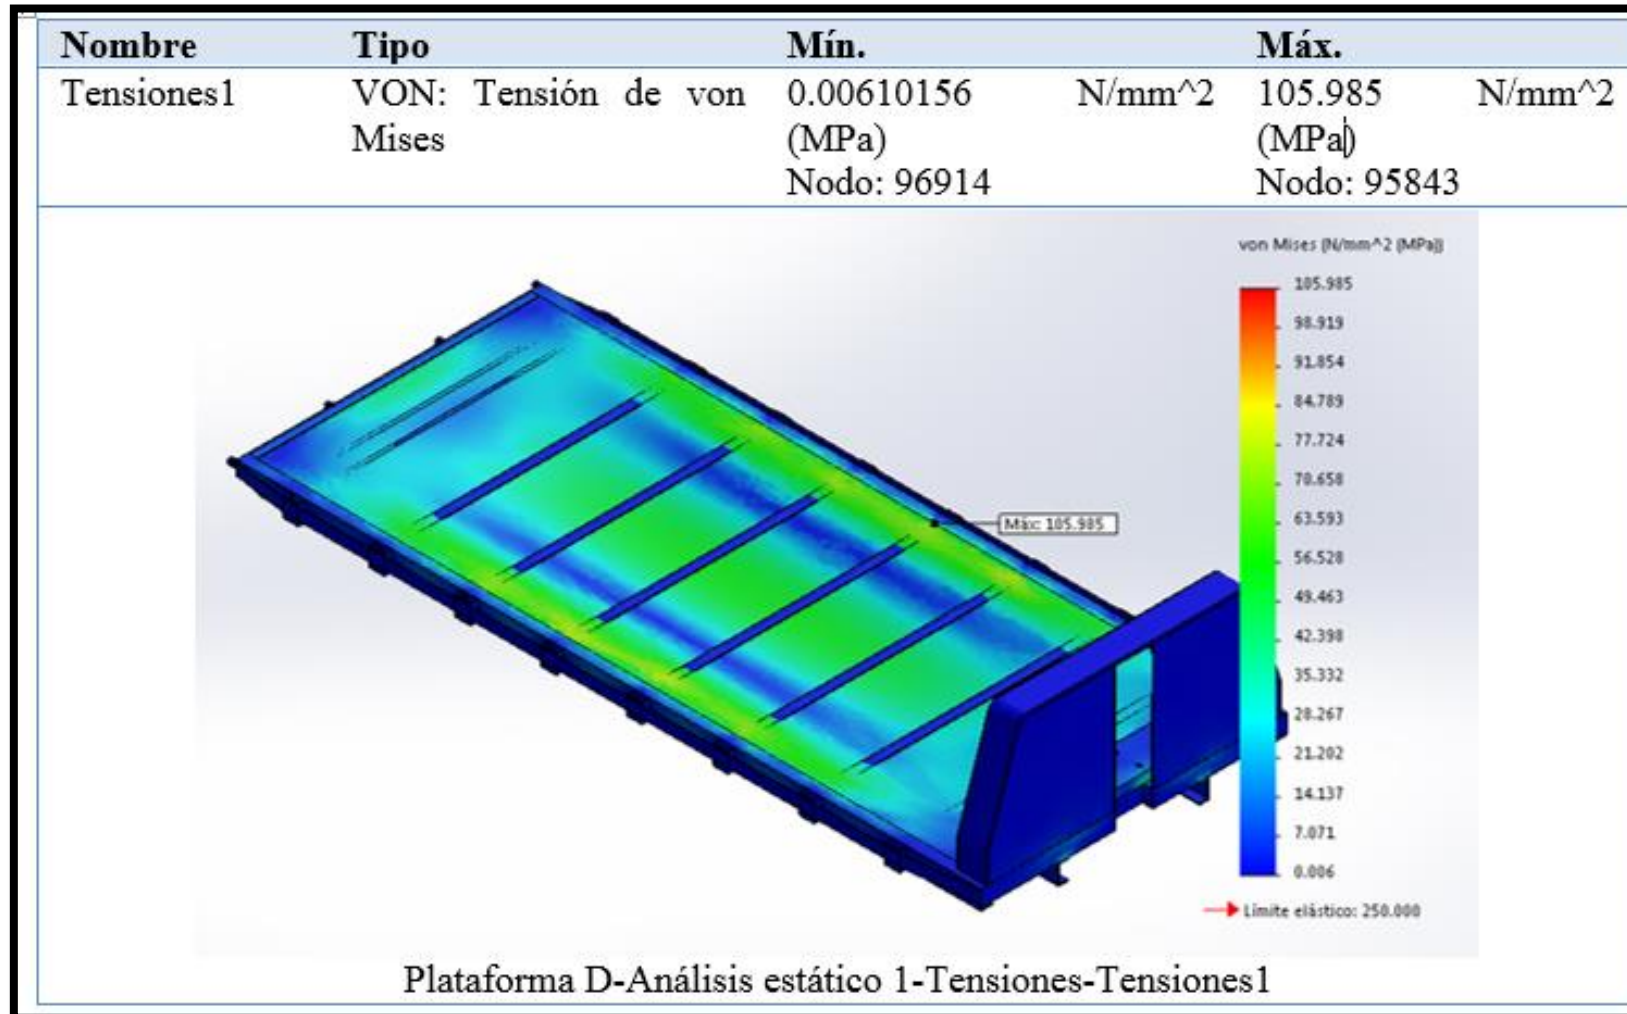 Nombre Tipo Mín. Máx.
Tensiones1 VON: Tensión de von 0.00610156 N/mm^2 105.985 N/mm^2
Mises (MPa) (MPa)
Nodo: 96914 Nodo: 95843
von Mises (N/mm^2 (MPa))
105.985
98.919
91.854
84.789
77.724
70.658
63.593
56.528
49.463
42.398
35.332
28.267
21.202
14.137
7.071
0.006
Máx: 105.985
Límite elástico: 250.000
Plataforma D-Análisis estático 1-Tensiones-Tensiones1